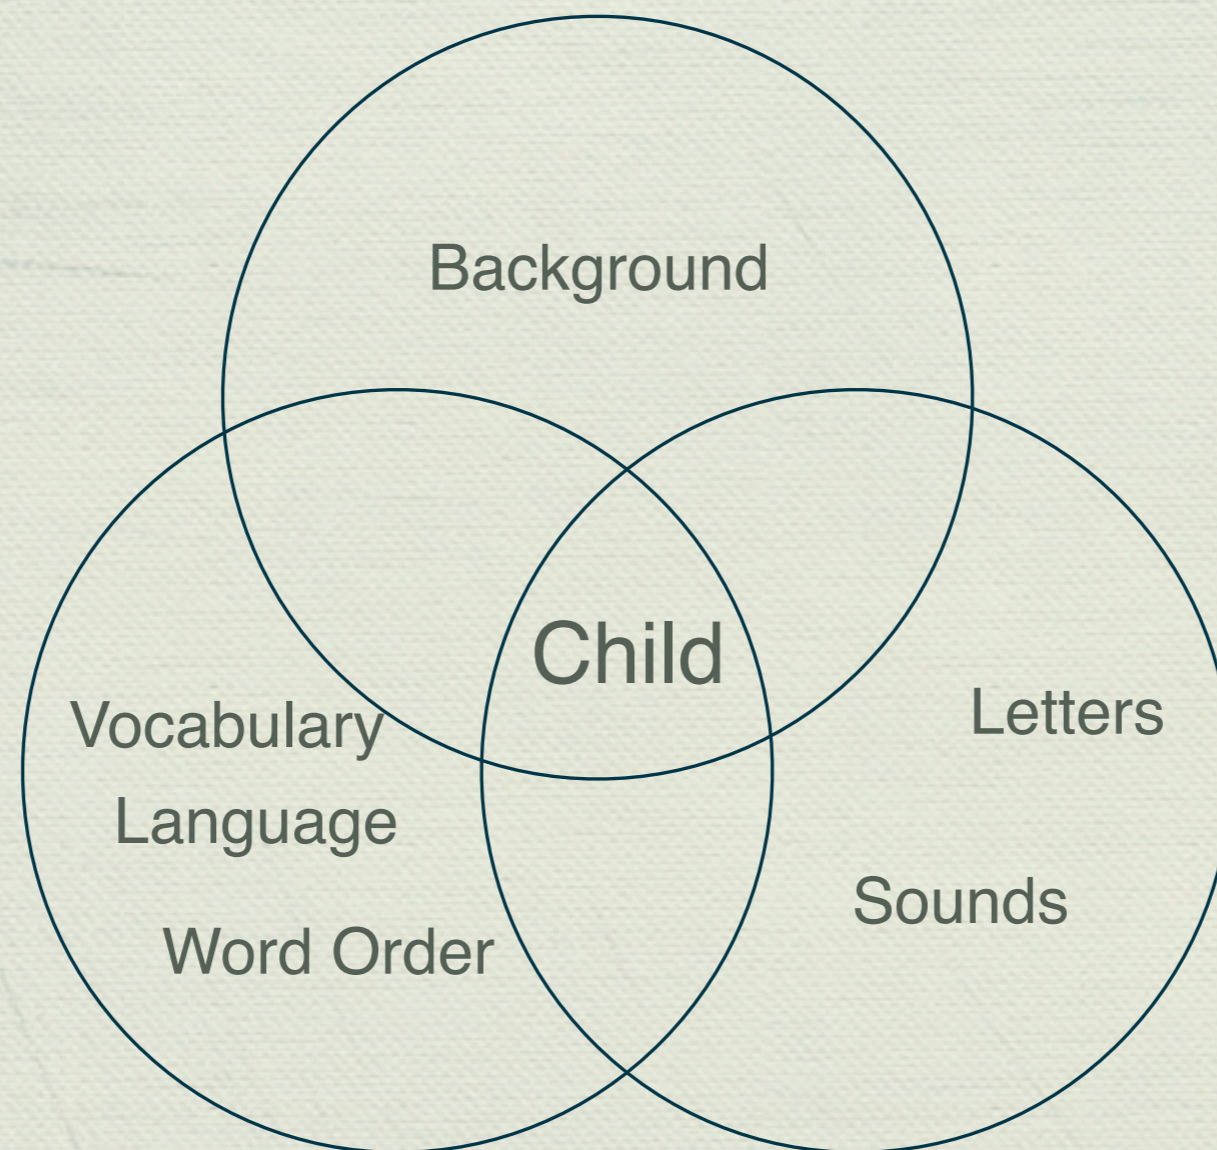 Background
Child
Vocabulary
Letters
Language
Sounds
Word Order